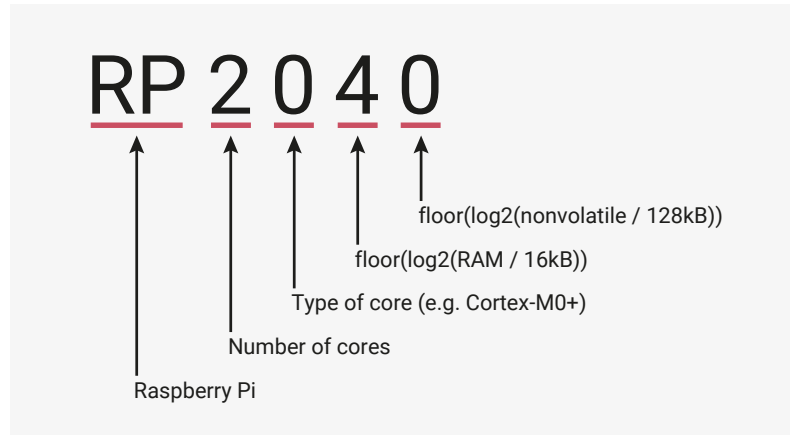 RP 2 0 4 0
floor(log2(nonvolatile / 128kB))
floor(log2(RAM / 16kB))
Type of core (e.g. Cortex-M0+)
Number of cores
Raspberry Pi